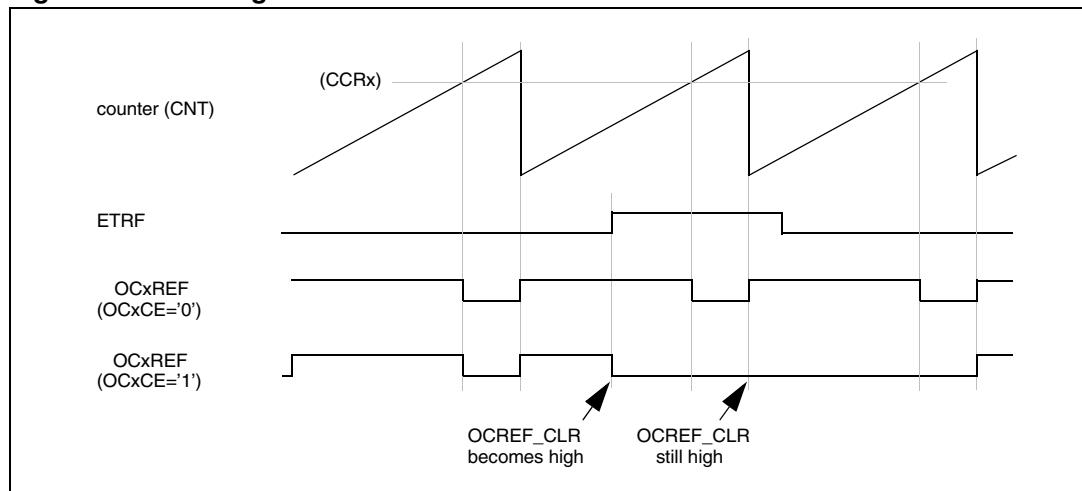 (CCRx)
counter (CNT)
ETRF
OCxREF
(OCxCE='0')
OCxREF
(OCxCE='1')
OCREF_CLR
becomes high
OCREF_CLR
still high